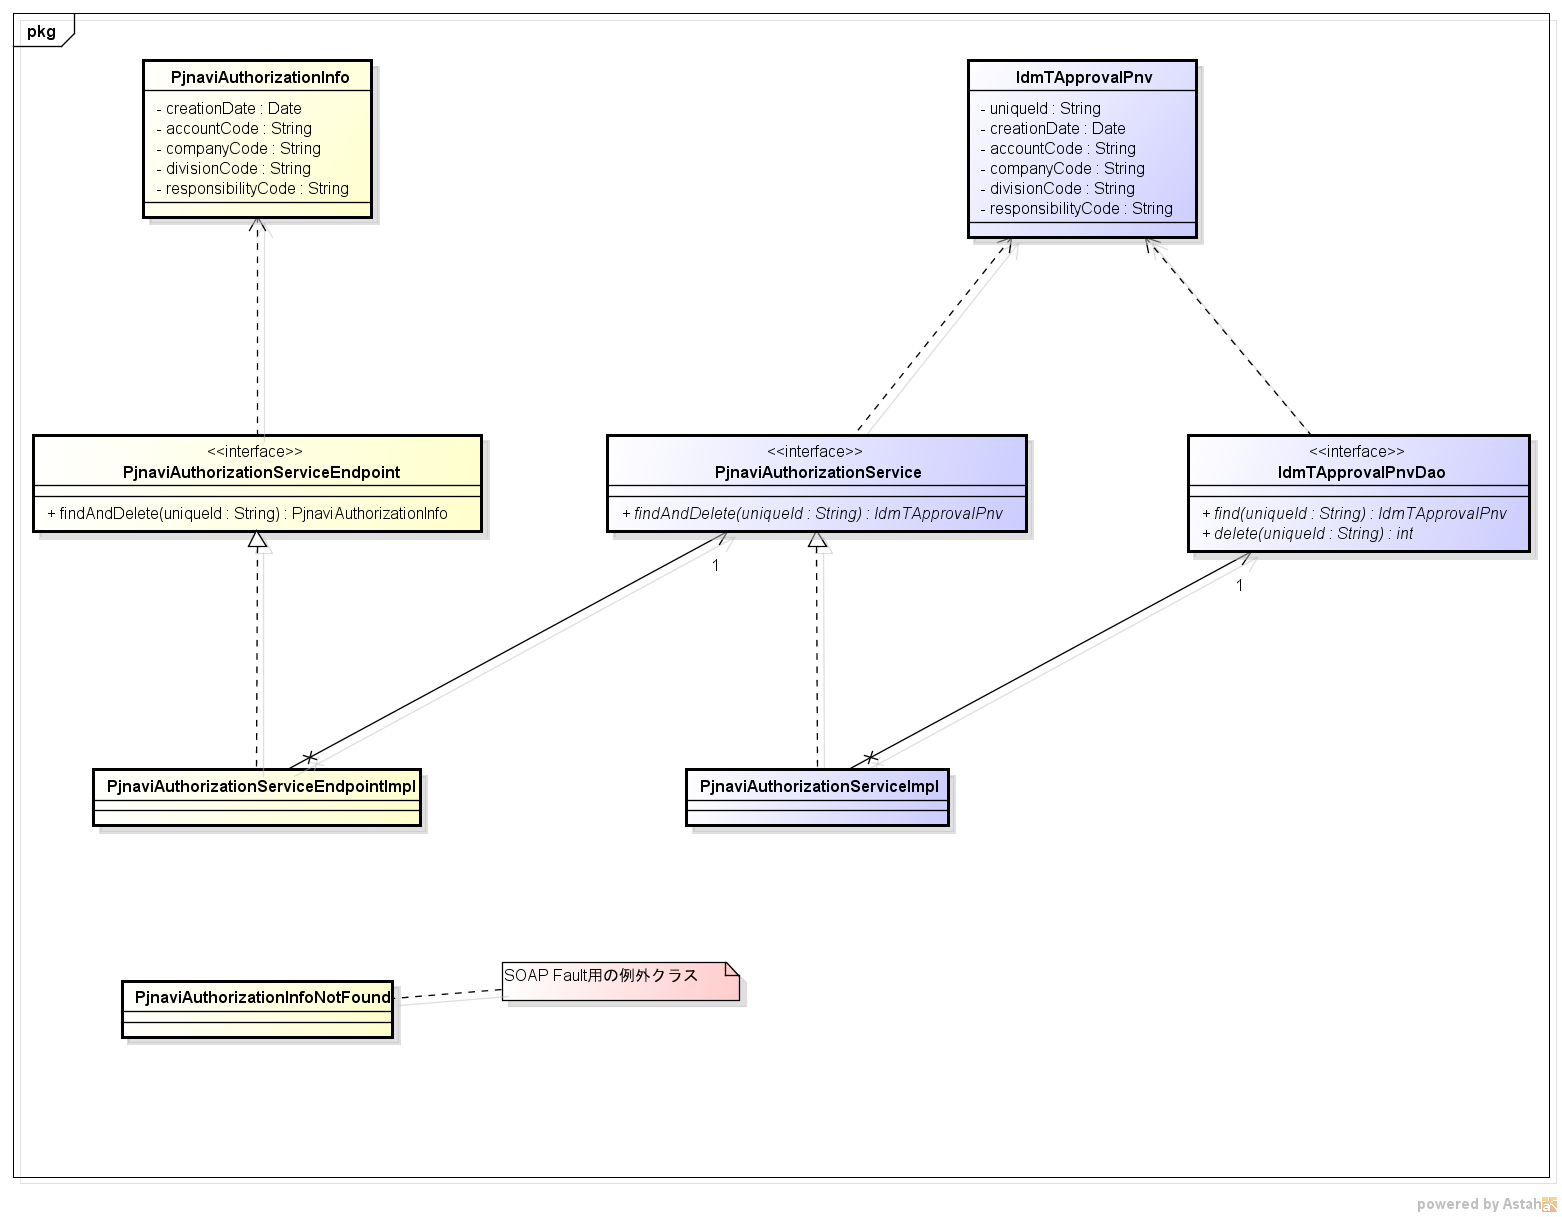 pkg
PjnaviAuthorizationInfo
- creationDate : Date
- accountCode : String
- companyCode : String
- divisionCode : String
- responsibilityCode : String
IdmTApprovalPnv
- uniqueId : String
- creationDate : Date
- accountCode : String
- companyCode : String
- divisionCode : String
- responsibilityCode : String
<<interface>>
PjnaviAuthorizationServiceEndpoint
+ findAndDelete(uniqueId : String) : PjnaviAuthorizationInfo
<<interface>>
PjnaviAuthorizationService
+ findAndDelete(uniqueId : String) : IdmTApprovalPnv
<<interface>>
IdmTApprovalPnvDao
+ find(uniqueId : String) : IdmTApprovalPnv
+ delete(uniqueId : String) : int
1
1
PjnaviAuthorizationServiceEndpointImpl
PjnaviAuthorizationServiceImpl
SOAP Fault用の例外クラス
PjnaviAuthorizationInfoNotFound
powered by Astah